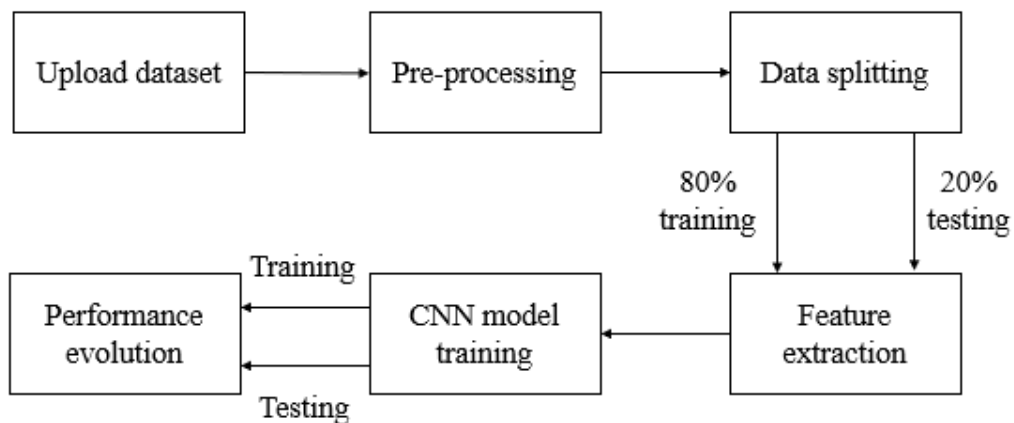 Upload dataset
Pre-processing
Data splitting
80%
training
20%
testing
Feature
extraction
CNN model
training
Training
Testing
Performance
evolution